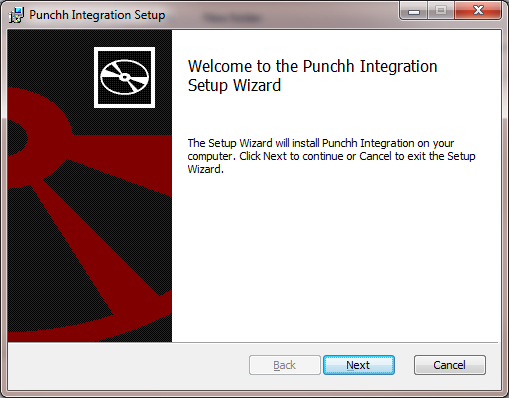 Punchh Integration Setup
Welcome to the Punchh Integration
Setup Wizard
The Setup Wizard will install Punchh Integration on your
computer. Click Next to continue or Cancel to exit the Setup
Wizard.
Back Next Cancel